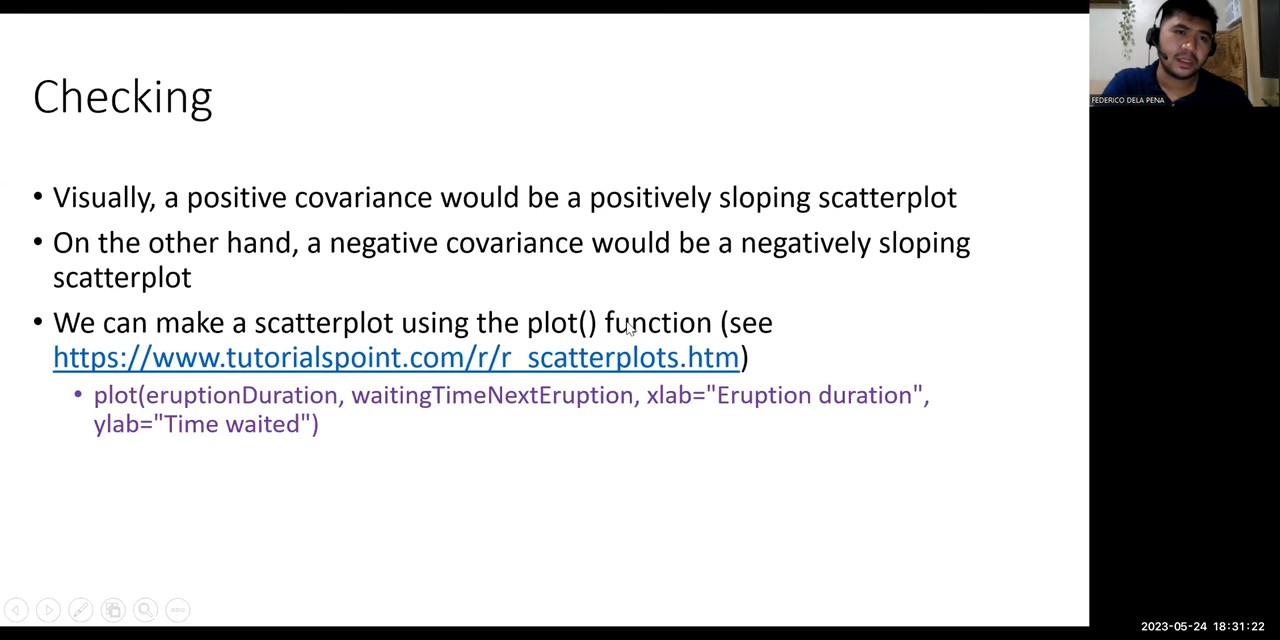 Checking
• Visually, a positive covariance would be a positively sloping scatterplot
• On the other hand, a negative covariance would be a negatively sloping
scatterplot
• We can make a scatterplot using the plot() function (see
https://www.tutorialspoint.com/r/r_scatterplots.htm)
• plot(eruptionDuration, waitingTimeNextEruption, xlab="Eruption duration",
ylab="Time waited")
FEDERICO DELA PENA
2023-05-24 18:31:22